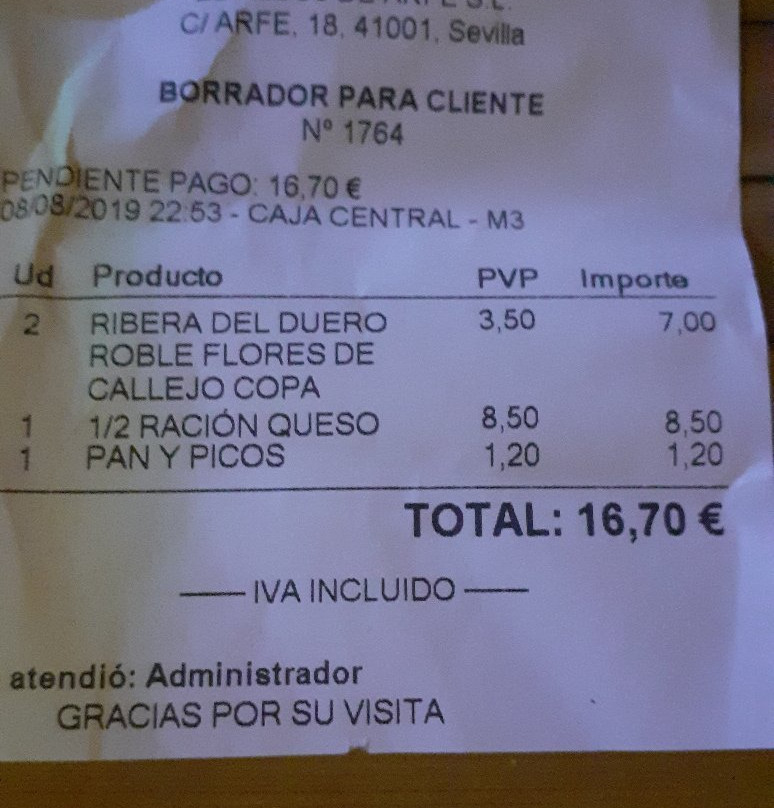 C/ ARFE, 18, 41001, Sevilla
BORRADOR PARA CLIENTE
Nº 1764
PENDIENTE PAGO: 16,70 €
08/08/2019 22:53 - CAJA CENTRAL - M3
Ud Producto PVP Importe
2 RIBERA DEL DUERO 3,50 7,00
ROBLE FLORES DE
CALLEJO COPA
1 1/2 RACIÓN QUESO 8,50 8,50
1 PAN Y PICOS 1,20 1,20
TOTAL: 16,70 €
IVA INCLUIDO
atendió: Administrador
GRACIAS POR SU VISITA